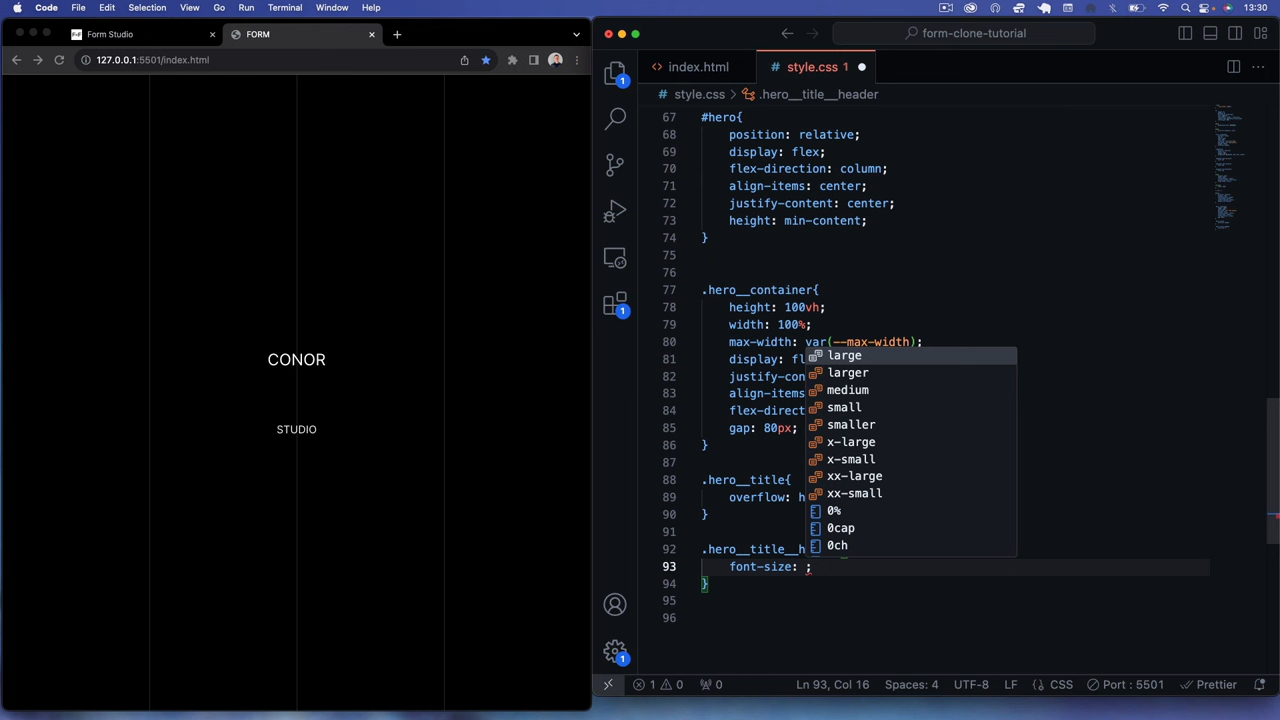 Code File Edit Selection View Go Run Terminal Window Help 13:30
Form Studio
FORM
127.0.0.1:5501/index.html
CONOR
STUDIO
form-clone-tutorial
index.html
style.css 1
style.css > .hero__title__header
67 #hero{
68 position: relative;
69 display: flex;
70 flex-direction: column;
71 align-items: center;
72 justify-content: center;
73 height: min-content;
74 }
75
76
77 .hero__container{
78 height: 100vh;
79 width: 100%;
80 max-width: var(--max-width);
81 display: fl
82 justify-con
83 align-items
84 flex-direct
85 gap: 80px;
86 }
87
88 .hero__title{
89 overflow: h
90 }
91
92 .hero__title__h
93 font-size: ;
94 }
95
96
large
larger
medium
small
smaller
x-large
x-small
xx-large
xx-small
0%
0cap
0ch
1
1
1
1 0 0 Ln 93, Col 16 Spaces: 4 UTF-8 LF CSS Port : 5501 Prettier